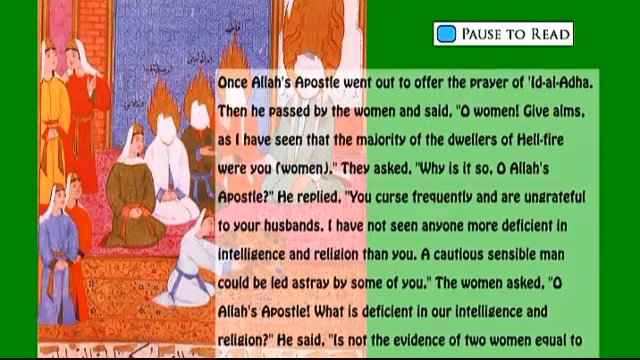 PAUSE TO READ
Once Allah's Apostle went out to offer the prayer of 'Id-al-Adha.
Then he passed by the women and said, "O women! Give alms,
as I have seen that the majority of the dwellers of Hell-fire
were you (women)." They asked, "Why is it so, O Allah's
Apostle?" He replied, "You curse frequently and are ungrateful
to your husbands. I have not seen anyone more deficient in
intelligence and religion than you. A cautious sensible man
could be led astray by some of you." The women asked, "O
Allah's Apostle! What is deficient in our intelligence and
religion?" He said, "Is not the evidence of two women equal to